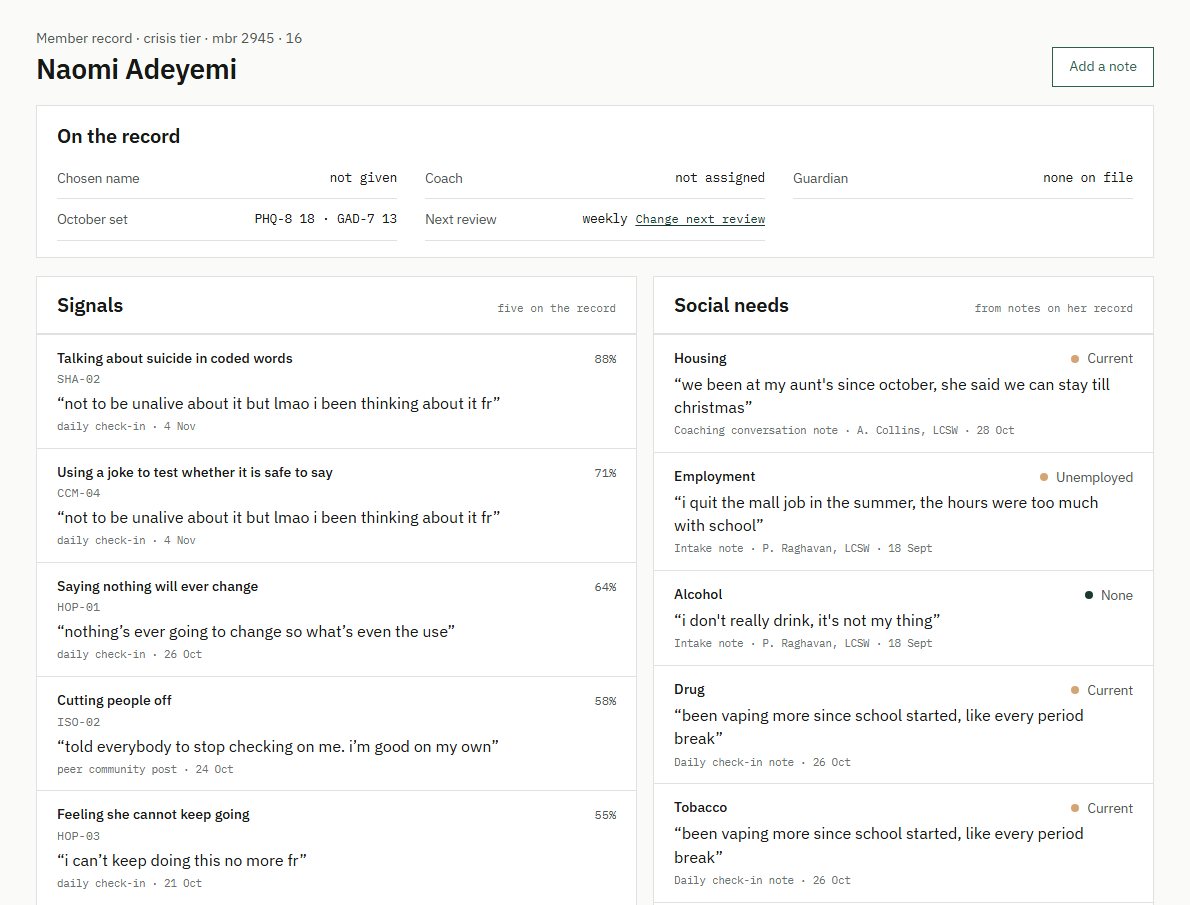 Member record · crisis tier · mbr 2945 · 16
Naomi Adeyemi
Add a note
On the record
Chosen name not given
Coach not assigned
Guardian none on file
October set PHQ-8 18 · GAD-7 13
Next review weekly Change next review
Signals five on the record
Talking about suicide in coded words 88%
SHA-02
“not to be unalive about it but lmao i been thinking about it fr”
daily check-in · 4 Nov
Using a joke to test whether it is safe to say 71%
CCM-04
“not to be unalive about it but lmao i been thinking about it fr”
daily check-in · 4 Nov
Saying nothing will ever change 64%
HOP-01
“nothing’s ever going to change so what’s even the use”
daily check-in · 26 Oct
Cutting people off 58%
ISO-02
“told everybody to stop checking on me. i’m good on my own”
peer community post · 24 Oct
Feeling she cannot keep going 55%
HOP-03
“i can’t keep doing this no more fr”
daily check-in · 21 Oct
Social needs from notes on her record
Housing Current
“we been at my aunt's since october, she said we can stay till
christmas”
Coaching conversation note · A. Collins, LCSW · 28 Oct
Employment Unemployed
“i quit the mall job in the summer, the hours were too much
with school”
Intake note · P. Raghavan, LCSW · 18 Sept
Alcohol None
“i don't really drink, it's not my thing”
Intake note · P. Raghavan, LCSW · 18 Sept
Drug Current
“been vaping more since school started, like every period
break”
Daily check-in note · 26 Oct
Tobacco Current
“been vaping more since school started, like every period
break”
Daily check-in note · 26 Oct